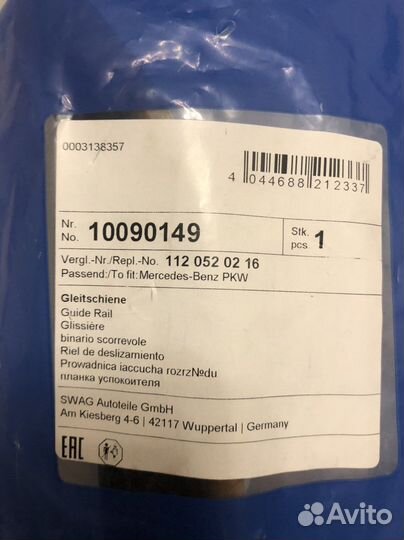 0003138357
4 044688 212337
Nr. No. 10090149 Stk. pcs 1
Vergl.-Nr./Repl.-No. 112 052 02 16
Passend:/To fit:Mercedes-Benz PKW
Gleitschiene
Guide Rail
Glissière
binario scorrevole
Riel de deslizamiento
Prowadnica iaccucha rozrz№du
планка успокоителя
SWAG Autoteile GmbH
Am Kiesberg 4-6 | 42117 Wuppertal | Germany
EAC
Avito